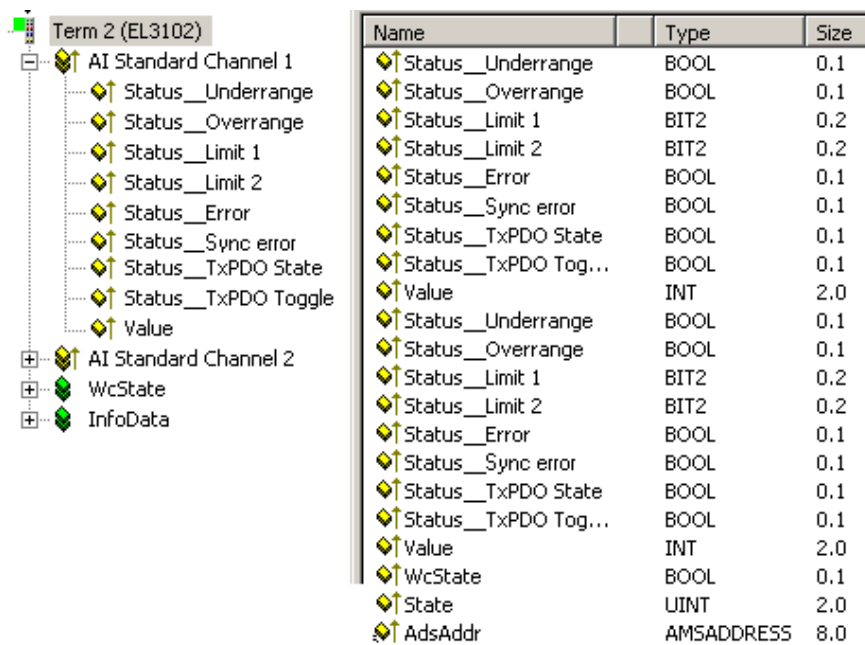 Term 2 (EL3102)
AI Standard Channel 1
Status__Underrange
Status__Overrange
Status__Limit 1
Status__Limit 2
Status__Error
Status__Sync error
Status__TxPDO State
Status__TxPDO Toggle
Value
AI Standard Channel 2
WcState
InfoData
Name Type Size
Status__Underrange BOOL 0.1
Status__Overrange BOOL 0.1
Status__Limit 1 BIT2 0.2
Status__Limit 2 BIT2 0.2
Status__Error BOOL 0.1
Status__Sync error BOOL 0.1
Status__TxPDO State BOOL 0.1
Status__TxPDO Tog... BOOL 0.1
Value INT 2.0
Status__Underrange BOOL 0.1
Status__Overrange BOOL 0.1
Status__Limit 1 BIT2 0.2
Status__Limit 2 BIT2 0.2
Status__Error BOOL 0.1
Status__Sync error BOOL 0.1
Status__TxPDO State BOOL 0.1
Status__TxPDO Tog... BOOL 0.1
Value INT 2.0
WcState BOOL 0.1
State UINT 2.0
AdsAddr AMSADDRESS 8.0